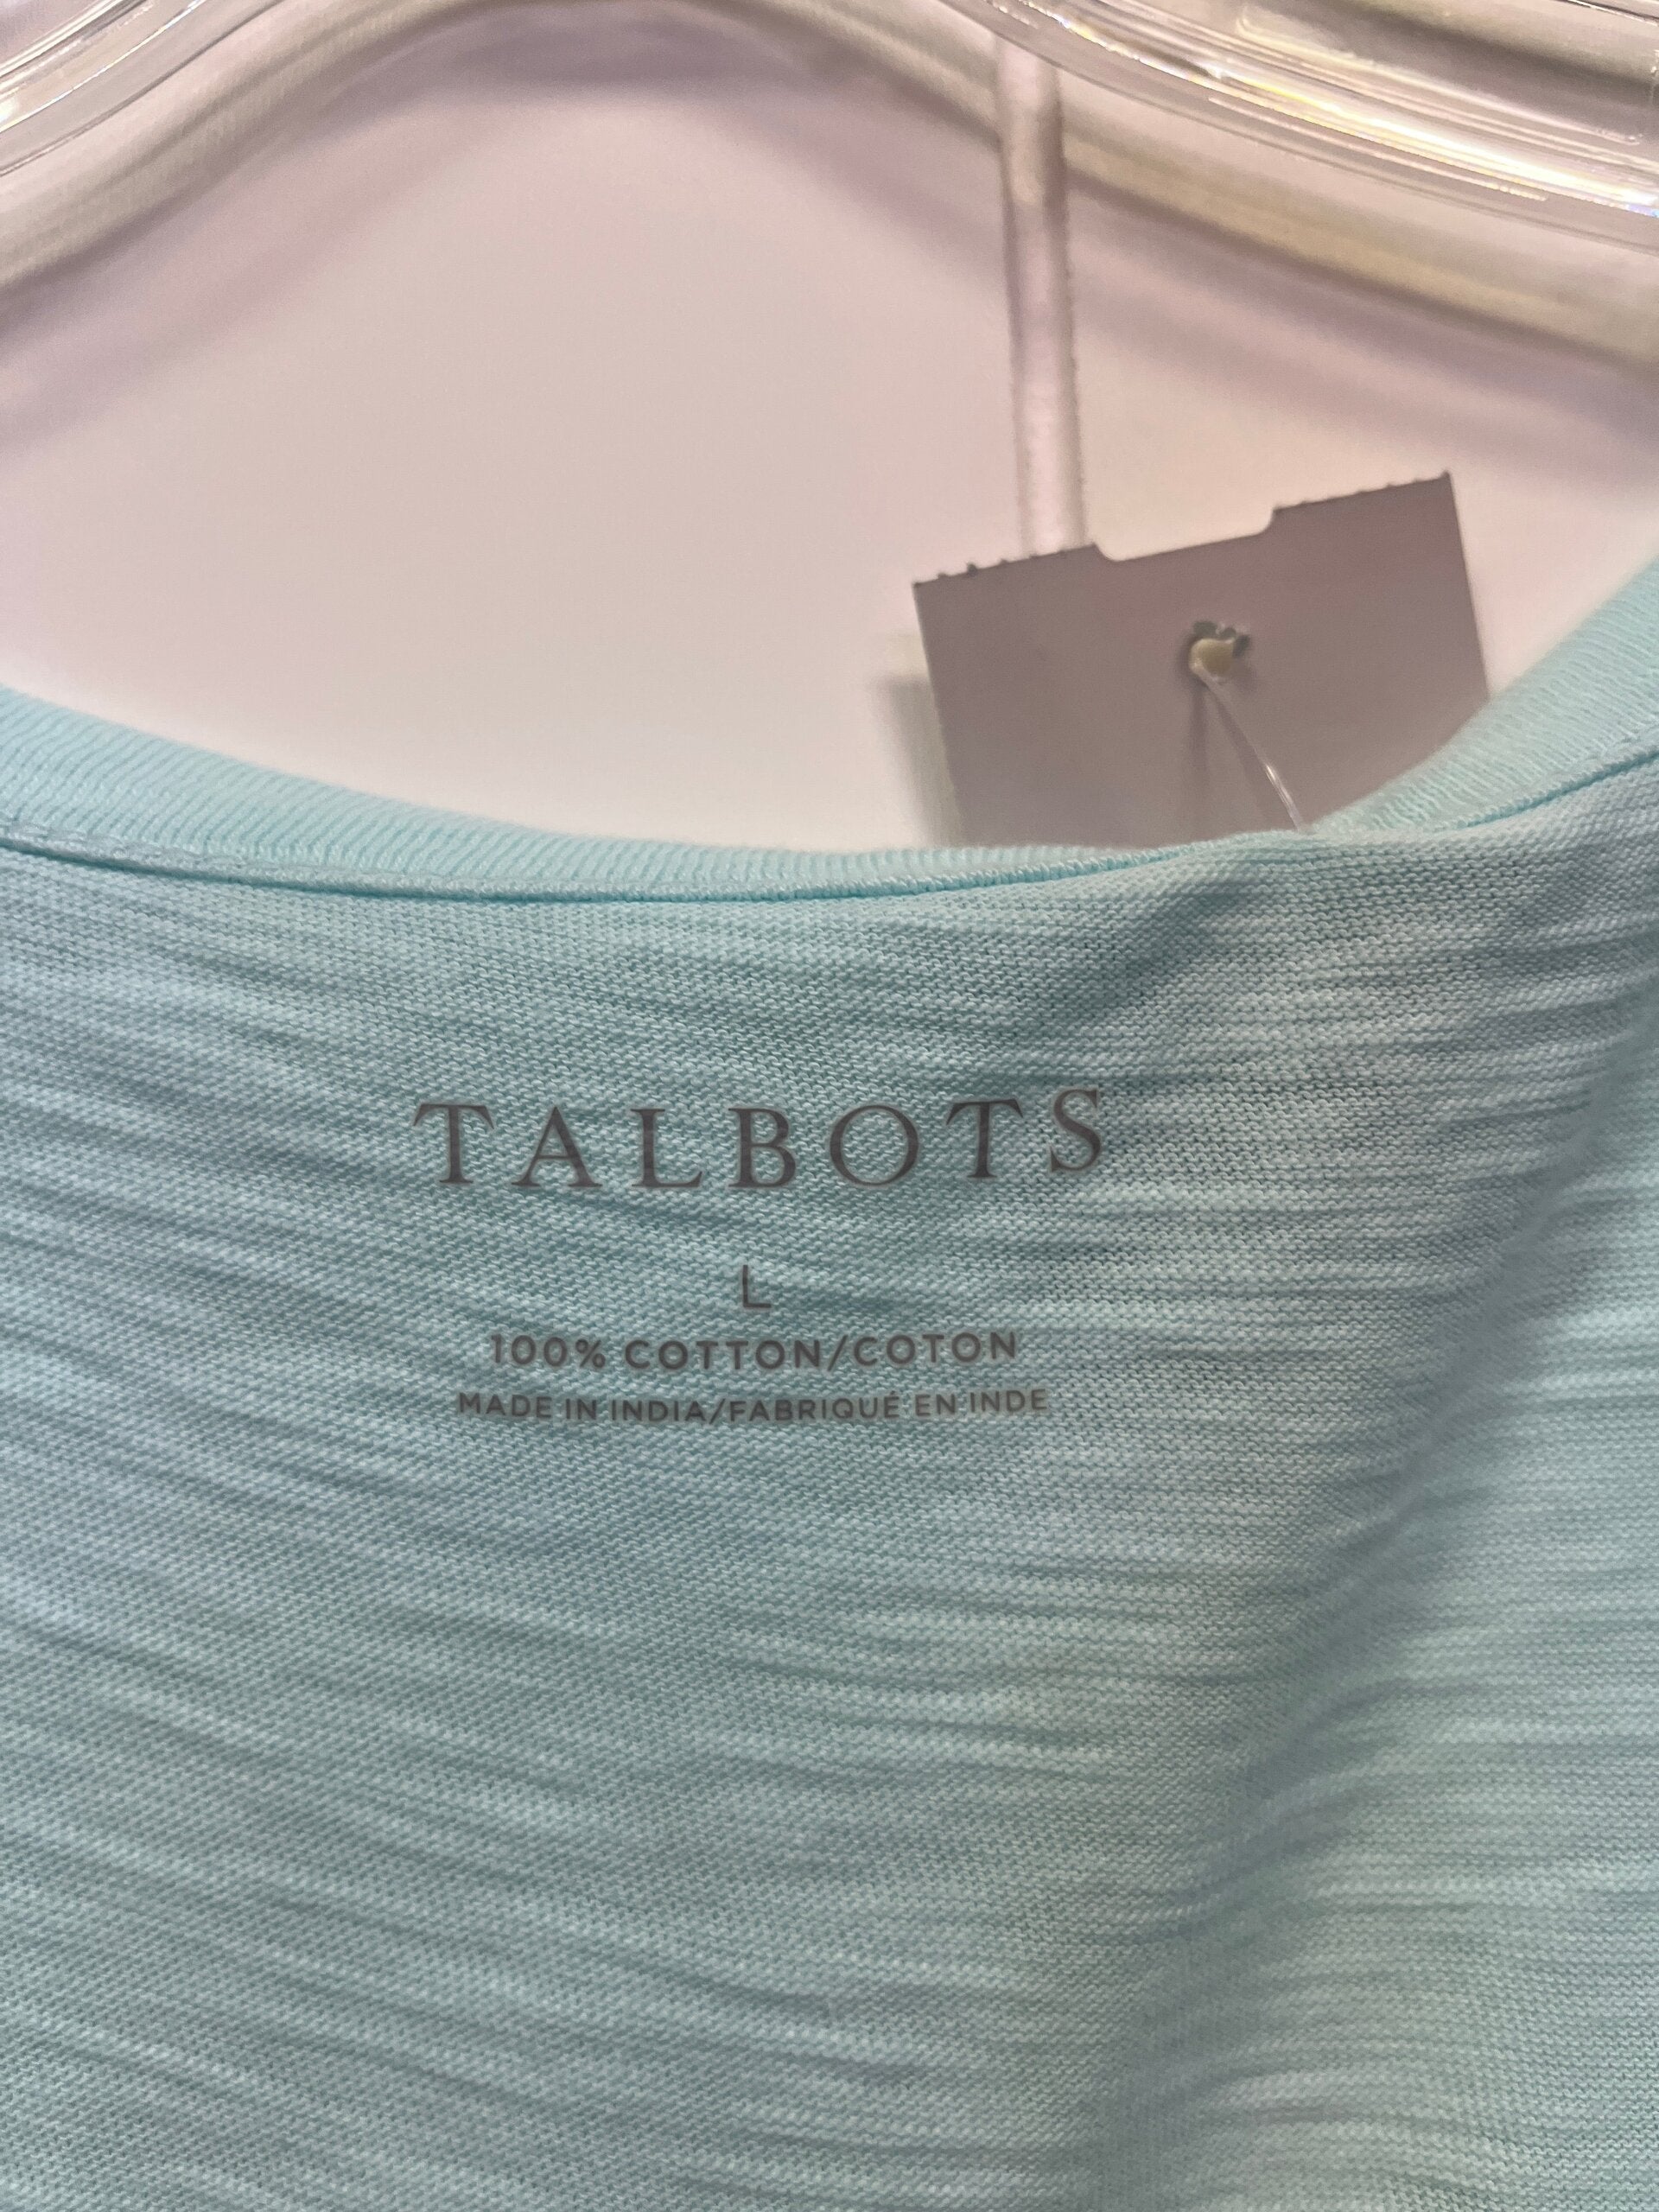 TALBOTS
L
100% COTTON/COTON
MADE IN INDIA/FABRIQUÉ EN INDE